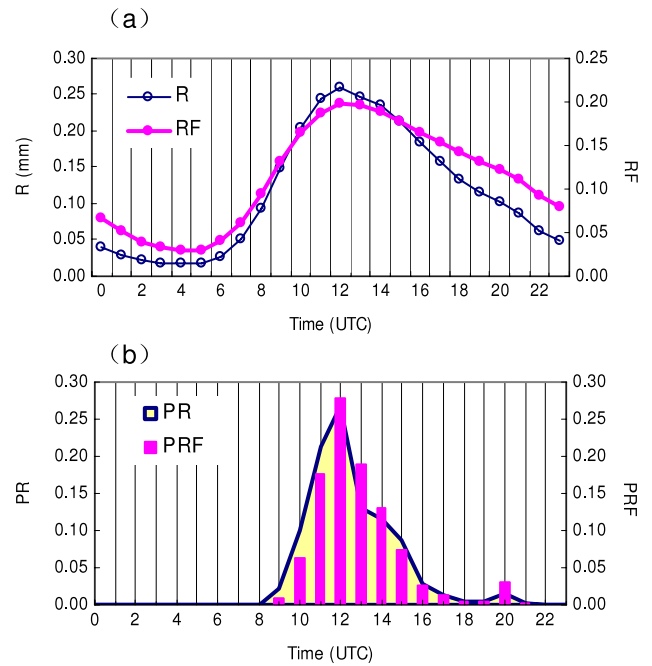 （a）
0.30 0.25
0.25 0.20
0.20 0.15
0.15 0.10
0.10 0.05
0.05 0.00
0.00
R
RF
R (mm)
RF
0 2 4 6 8 10 12 14 16 18 20 22
Time (UTC)
（b）
0.30 0.30
0.25 0.25
0.20 0.20
0.15 0.15
0.10 0.10
0.05 0.05
0.00 0.00
PR
PRF
PR
PRF
0 2 4 6 8 10 12 14 16 18 20 22
Time (UTC)